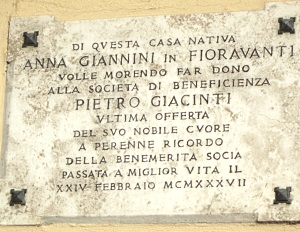 DI QVESTA CASA NATIVA
ANNA GIANNINI IN FIORAVANTI
VOLLE MORENDO FAR DONO
ALLA SOCIETÀ DI BENEFICIENZA
PIETRO GIACINTI
VLTIMA OFFERTA
DEL SVO NOBILE CVORE
A PERENNE RICORDO
DELLA BENEMERITA SOCIA
PASSATA A MIGLIOR VITA IL
XXIV FEBBRAIO MCMXXXVII